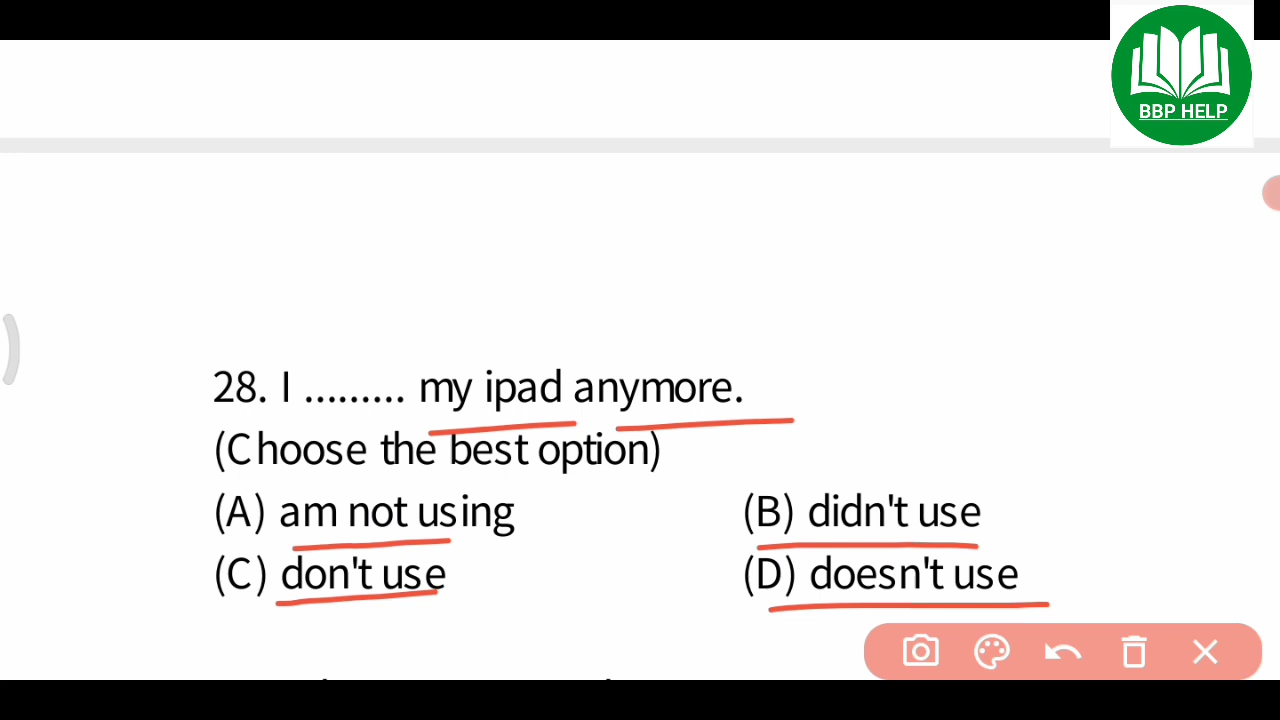 BBP HELP
28. I ......... my ipad anymore.
(Choose the best option)
(A) am not using (B) didn't use
(C) don't use (D) doesn't use